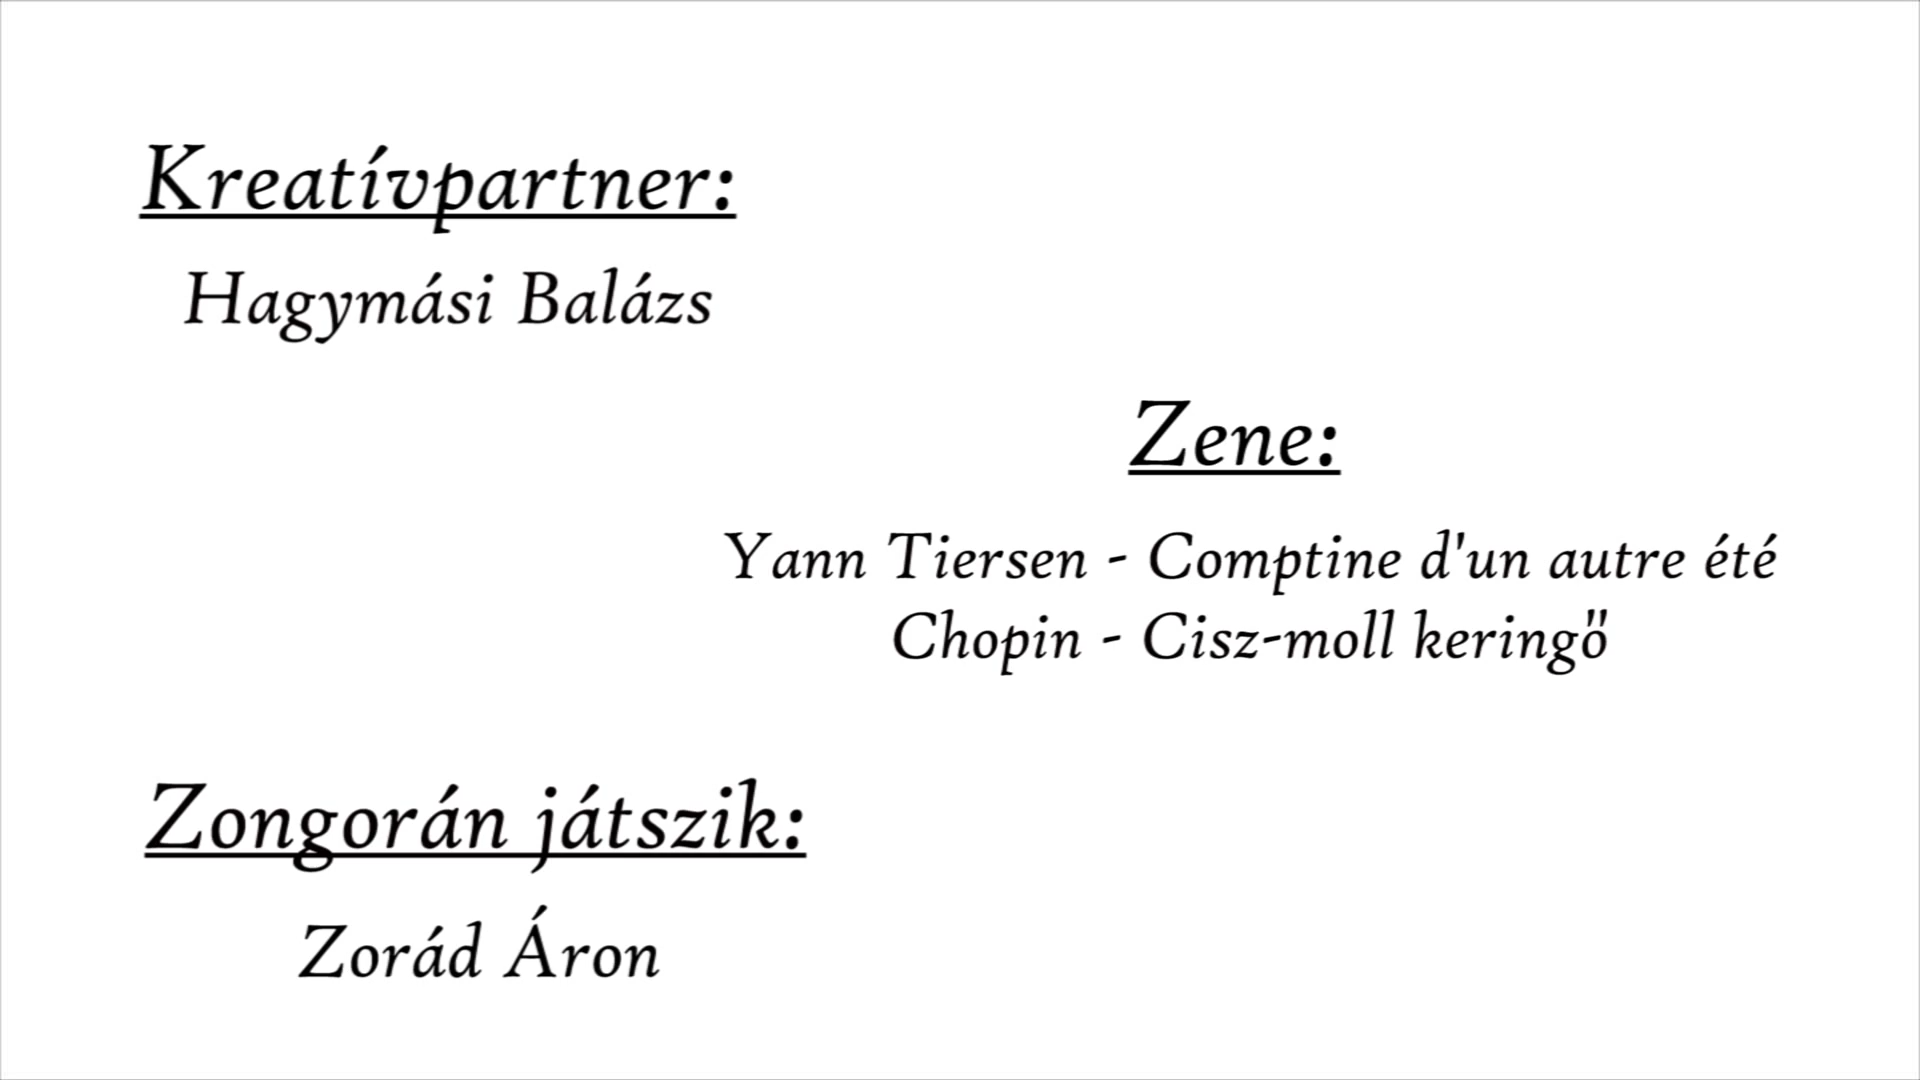 Kreatívpartner:
Hagymási Balázs
Zene:
Yann Tiersen - Comptine d'un autre été
Chopin - Cisz-moll keringő
Zongorán játszik:
Zorád Áron